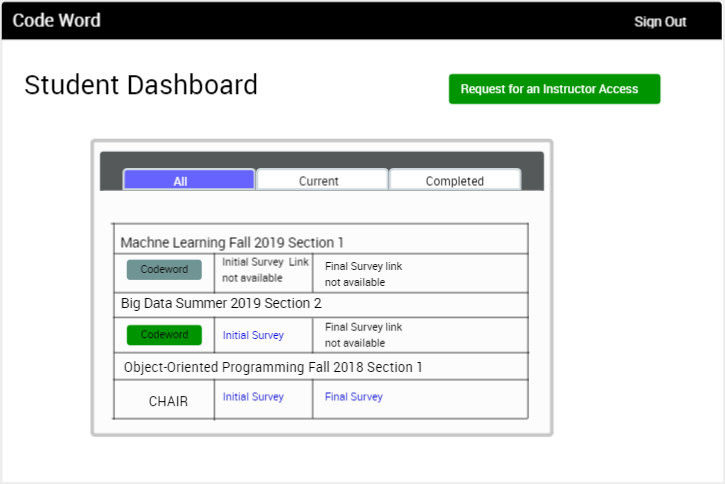 Code Word
Sign Out
Student Dashboard
Request for an Instructor Access
All
Current
Completed
Machne Learning Fall 2019 Section 1
Codeword
Initial Survey Link
not available
Final Survey link
not available
Big Data Summer 2019 Section 2
Codeword
Initial Survey
Final Survey link
not available
Object-Oriented Programming Fall 2018 Section 1
CHAIR
Initial Survey
Final Survey